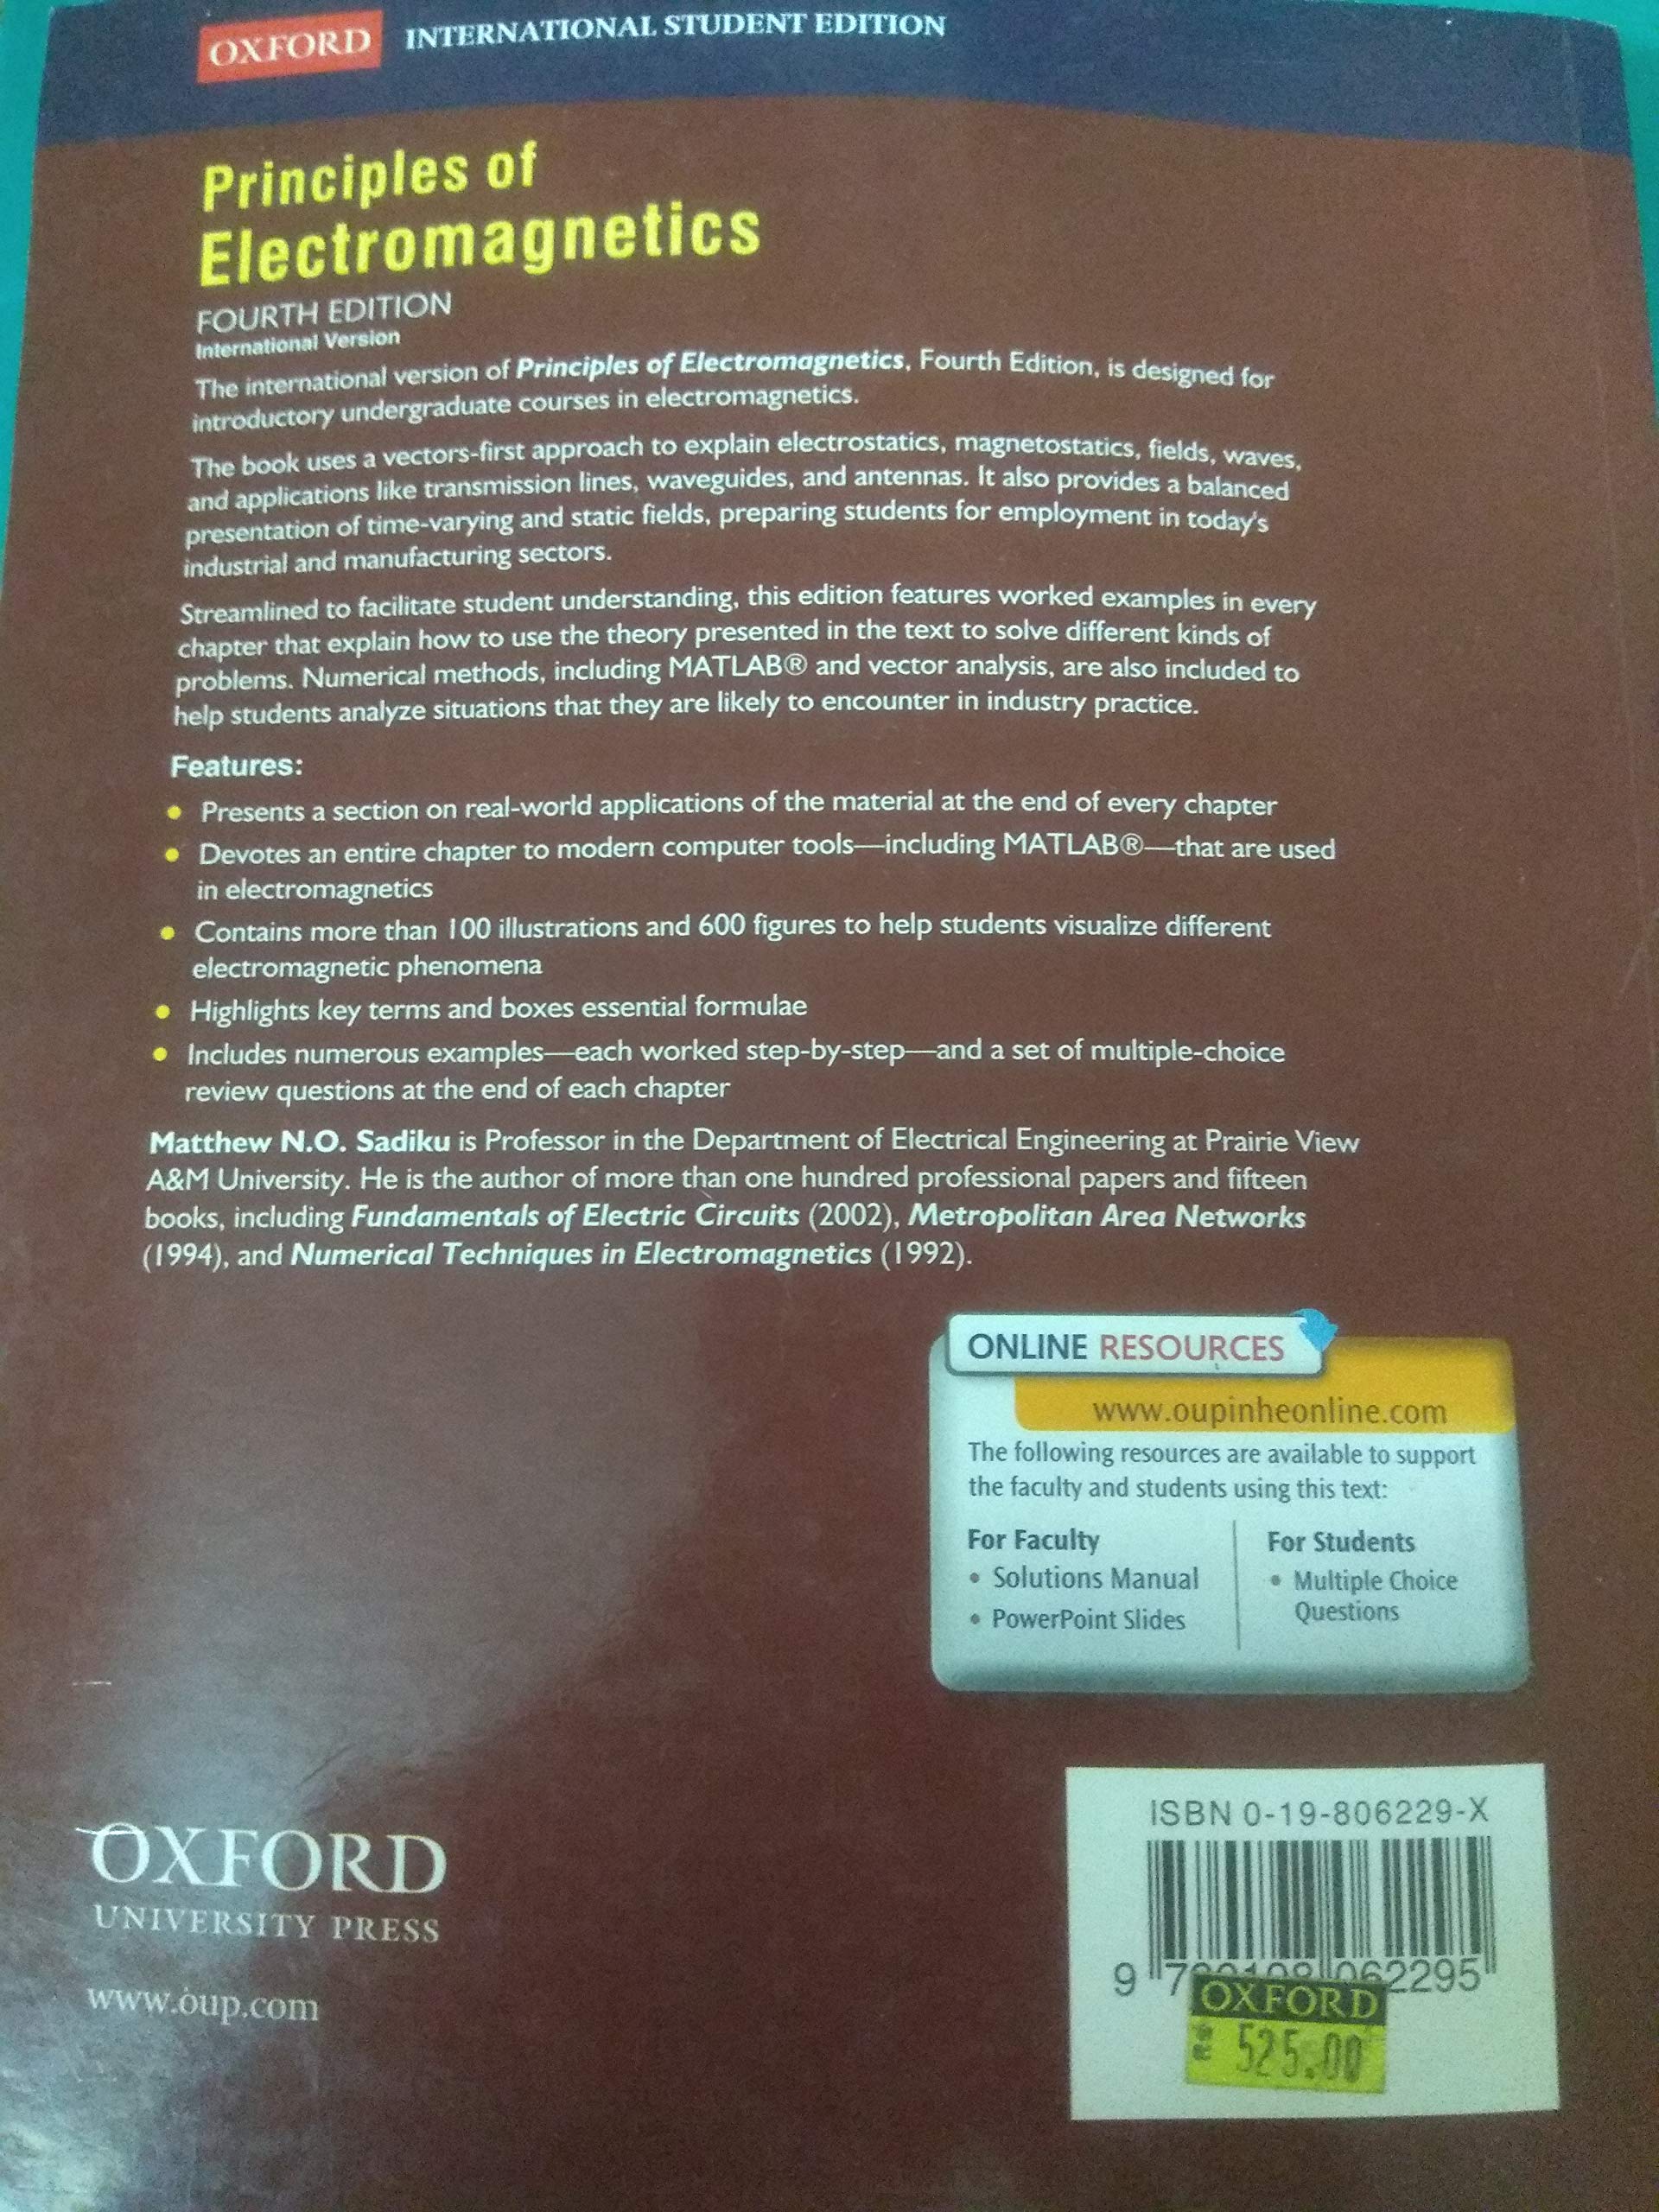 OXFORD INTERNATIONAL STUDENT EDITION
Principles of
Electromagnetics
FOURTH EDITION
International Version
The international version of Principles of Electromagnetics, Fourth Edition, is designed for
introductory undergraduate courses in electromagnetics.
The book uses a vectors-first approach to explain electrostatics, magnetostatics, fields, waves,
and applications like transmission lines, waveguides, and antennas. It also provides a balanced
presentation of time-varying and static fields, preparing students for employment in today's
industrial and manufacturing sectors.
Streamlined to facilitate student understanding, this edition features worked examples in every
chapter that explain how to use the theory presented in the text to solve different kinds of
problems. Numerical methods, including MATLAB® and vector analysis, are also included to
help students analyze situations that they are likely to encounter in industry practice.
Features:
• Presents a section on real-world applications of the material at the end of every chapter
• Devotes an entire chapter to modern computer tools—including MATLAB®—that are used
in electromagnetics
• Contains more than 100 illustrations and 600 figures to help students visualize different
electromagnetic phenomena
• Highlights key terms and boxes essential formulae
• Includes numerous examples—each worked step-by-step—and a set of multiple-choice
review questions at the end of each chapter
Matthew N.O. Sadiku is Professor in the Department of Electrical Engineering at Prairie View
A&M University. He is the author of more than one hundred professional papers and fifteen
books, including Fundamentals of Electric Circuits (2002), Metropolitan Area Networks
(1994), and Numerical Techniques in Electromagnetics (1992).
ONLINE RESOURCES
www.oupinheonline.com
The following resources are available to support
the faculty and students using this text:
For Faculty
• Solutions Manual
• PowerPoint Slides
For Students
• Multiple Choice
Questions
OXFORD
UNIVERSITY PRESS
www.oup.com
ISBN 0-19-806229-X
9 062295
OXFORD
525.00